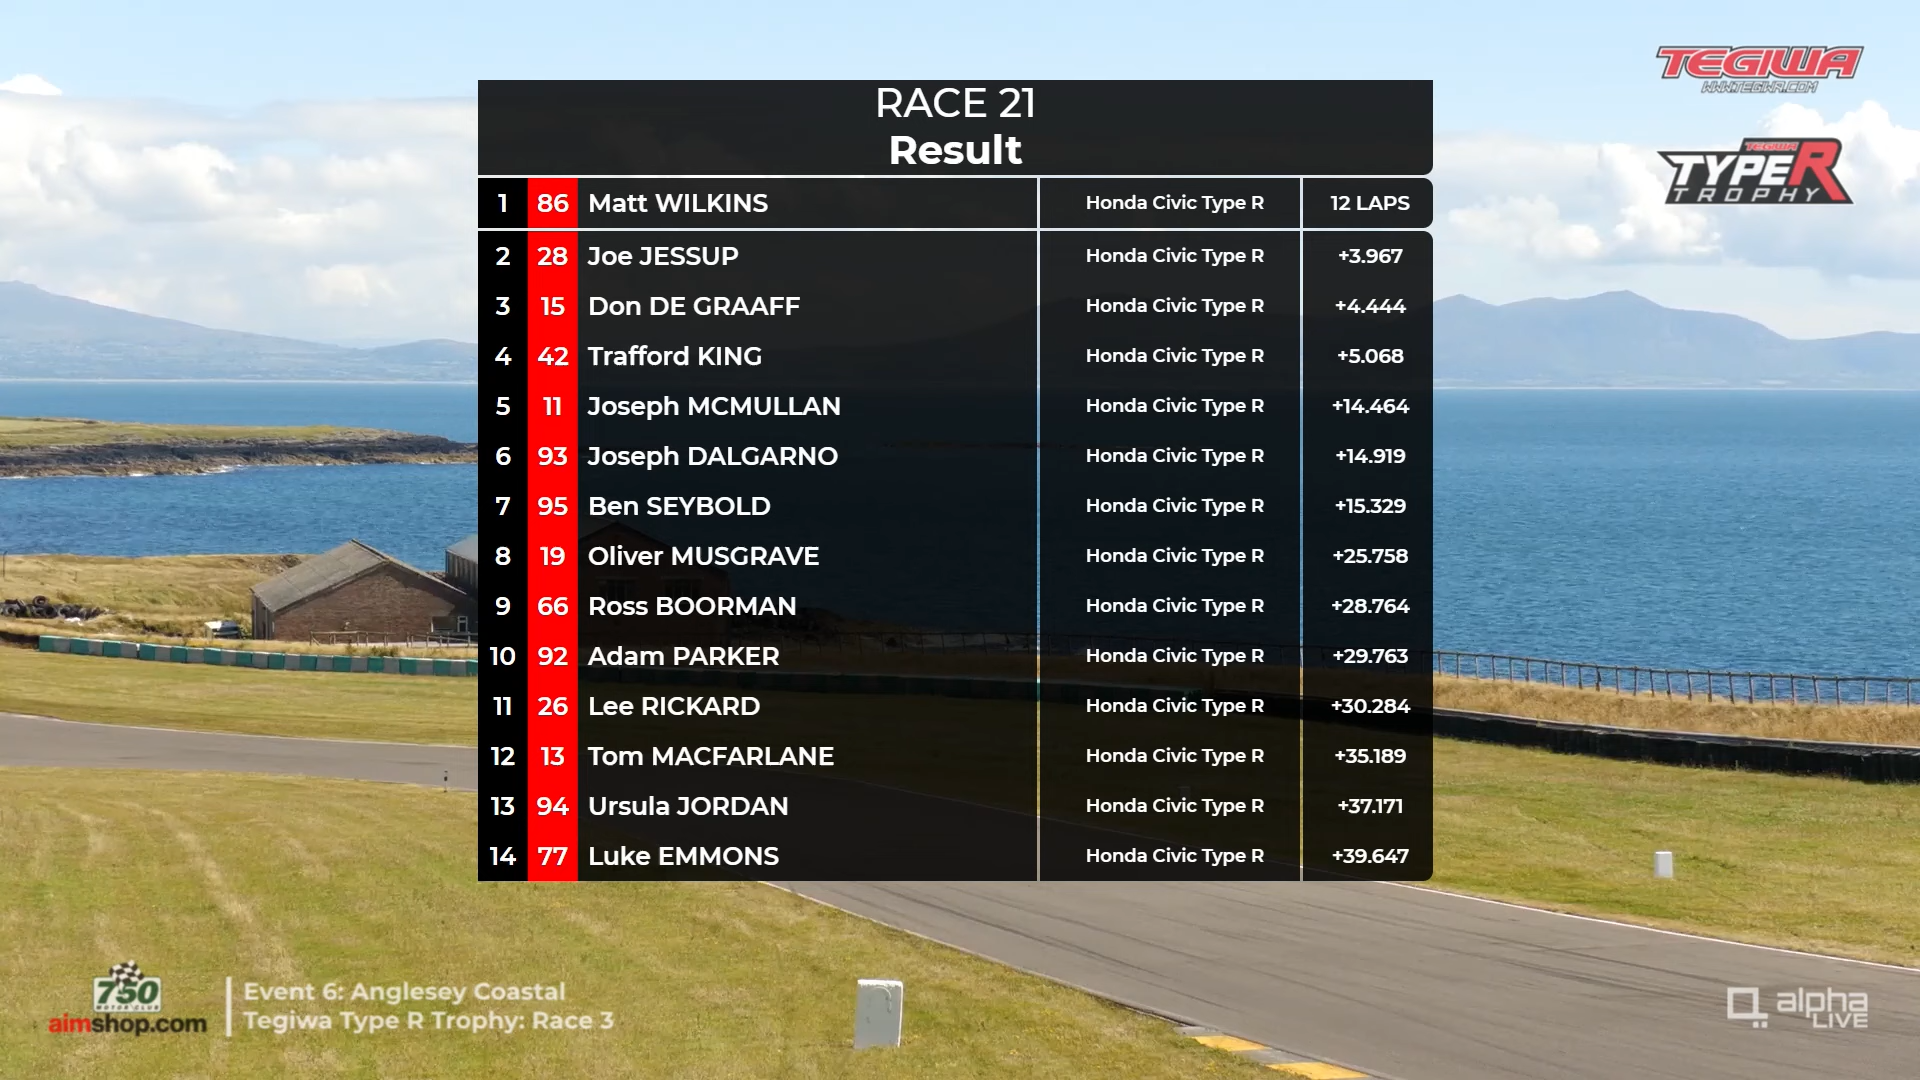 TEGIWA
WWW.TEGIWA.COM
TEGIWA
TYPE R
TROPHY
RACE 21
Result
1 86 Matt WILKINS Honda Civic Type R 12 LAPS
2 28 Joe JESSUP Honda Civic Type R +3.967
3 15 Don DE GRAAFF Honda Civic Type R +4.444
4 42 Trafford KING Honda Civic Type R +5.068
5 11 Joseph MCMULLAN Honda Civic Type R +14.464
6 93 Joseph DALGARNO Honda Civic Type R +14.919
7 95 Ben SEYBOLD Honda Civic Type R +15.329
8 19 Oliver MUSGRAVE Honda Civic Type R +25.758
9 66 Ross BOORMAN Honda Civic Type R +28.764
10 92 Adam PARKER Honda Civic Type R +29.763
11 26 Lee RICKARD Honda Civic Type R +30.284
12 13 Tom MACFARLANE Honda Civic Type R +35.189
13 94 Ursula JORDAN Honda Civic Type R +37.171
14 77 Luke EMMONS Honda Civic Type R +39.647
750
MOTOR CLUB
aimshop.com
Event 6: Anglesey Coastal
Tegiwa Type R Trophy: Race 3
alpha
LIVE